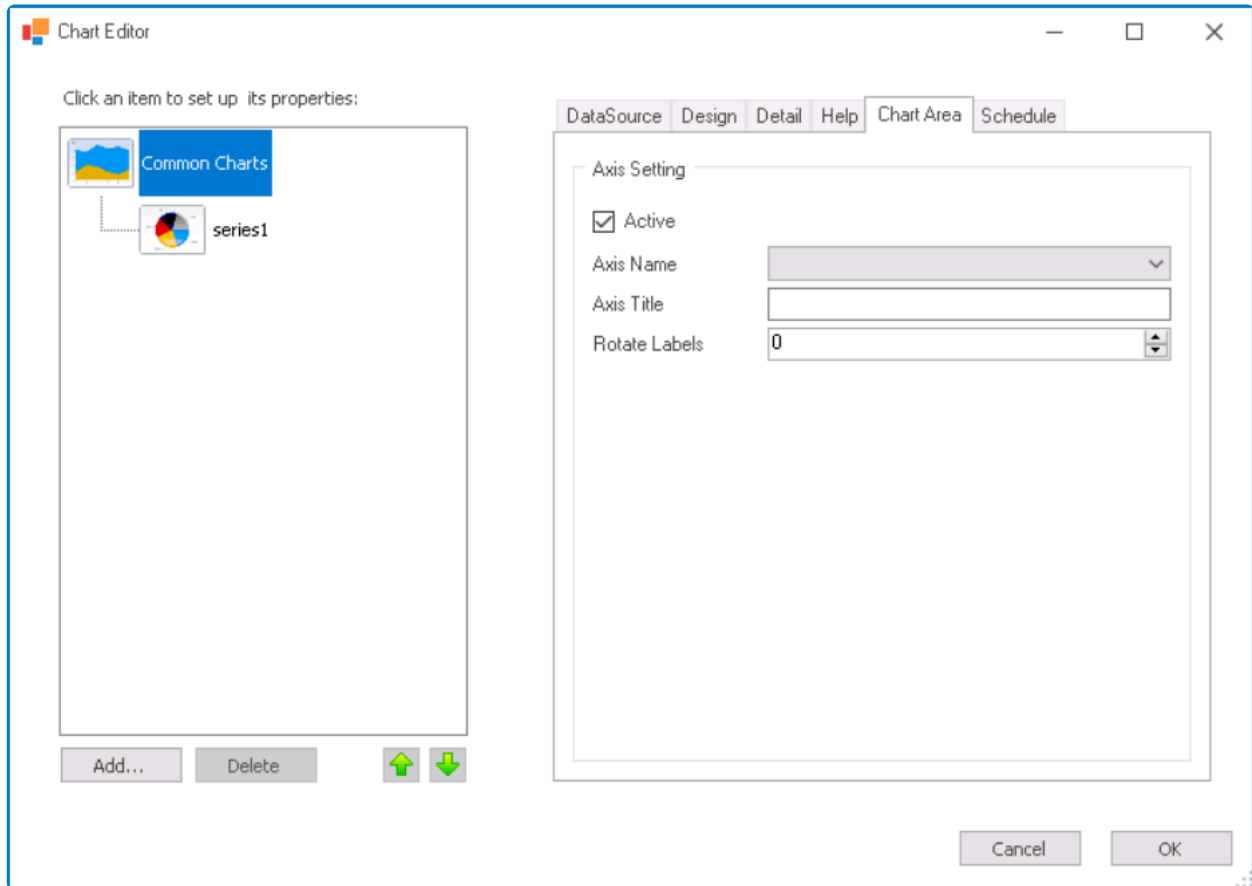 Chart Editor
Click an item to set up  its properties:
Common Charts
series1
Add...
Delete
DataSource Design Detail Help Chart Area Schedule
Axis Setting
Active
Axis Name
Axis Title
Rotate Labels 0
Cancel OK